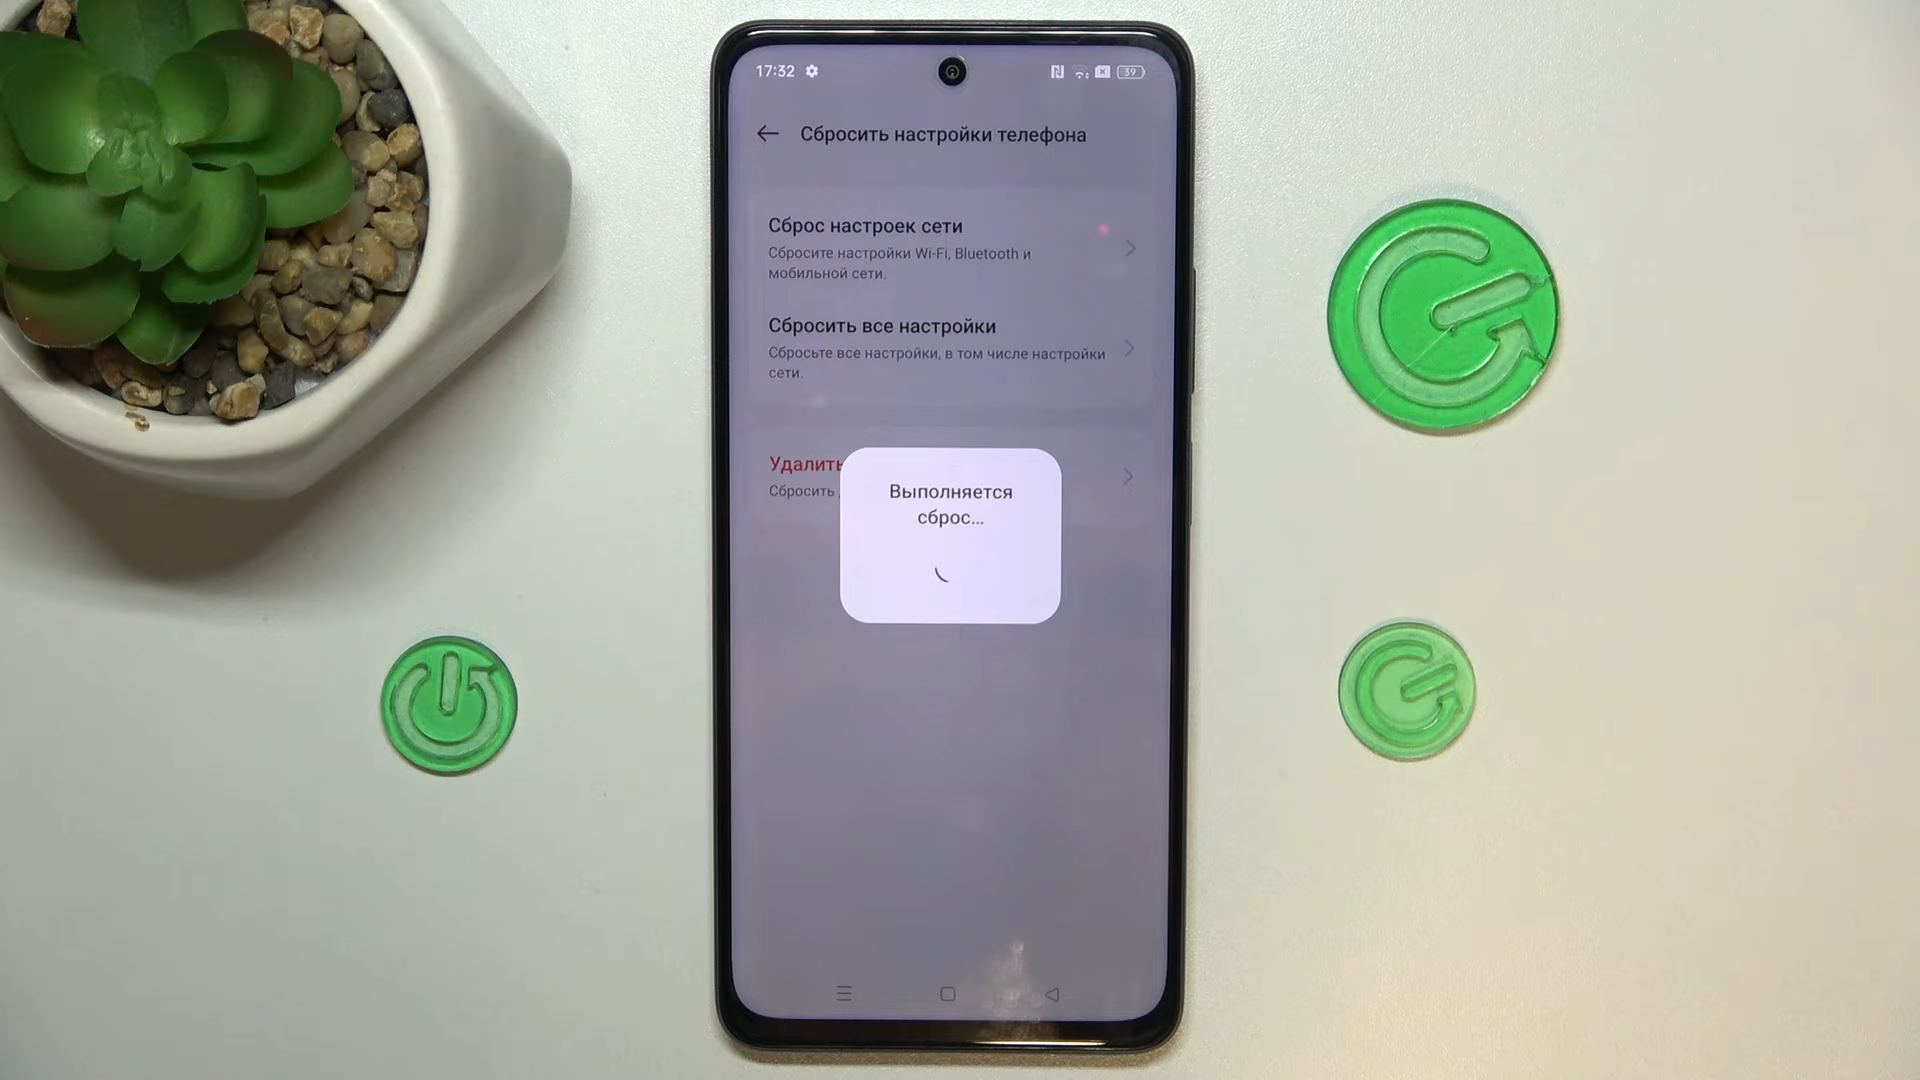 17:32
39
Сбросить настройки телефона
Сброс настроек сети
Сбросите настройки Wi-Fi, Bluetooth и
мобильной сети.
Сбросить все настройки
Сбросьте все настройки, в том числе настройки
сети.
Удалить
Сбросить
Выполняется
сброс...